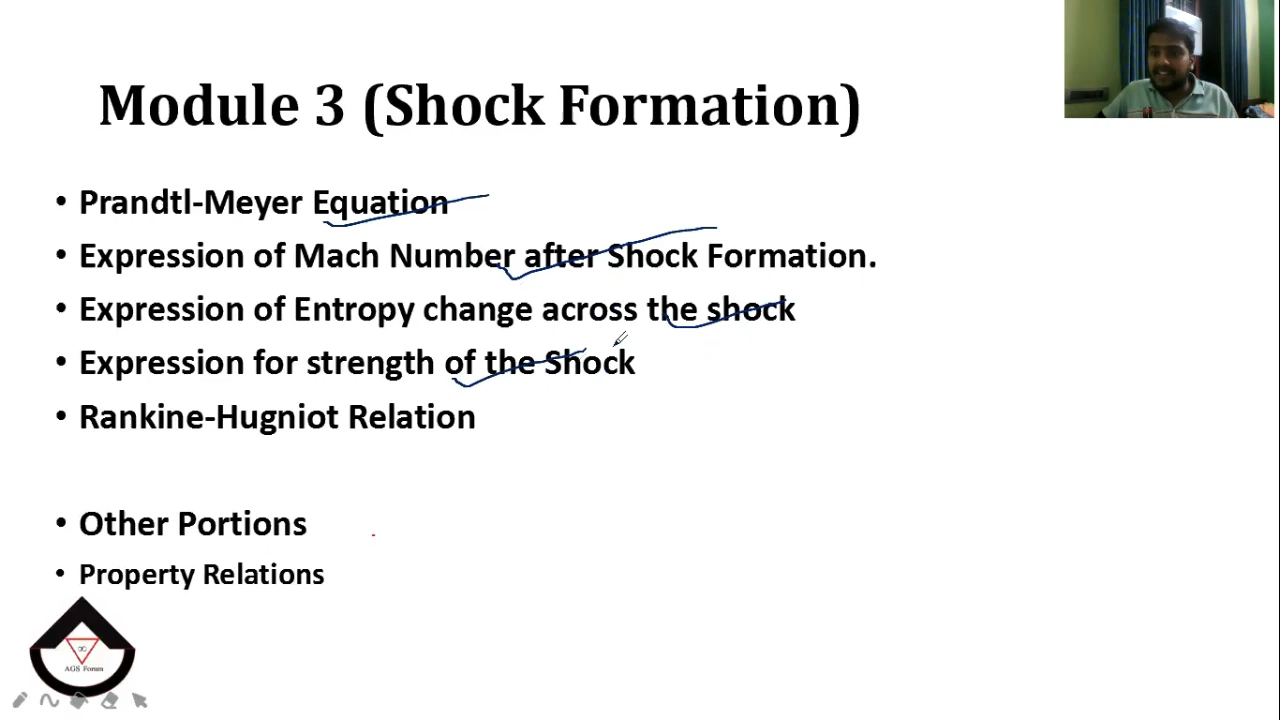 Module 3 (Shock Formation)
• Prandtl-Meyer Equation
• Expression of Mach Number after Shock Formation.
• Expression of Entropy change across the shock
• Expression for strength of the Shock
• Rankine-Hugniot Relation
• Other Portions
• Property Relations
∞
AGS Forum